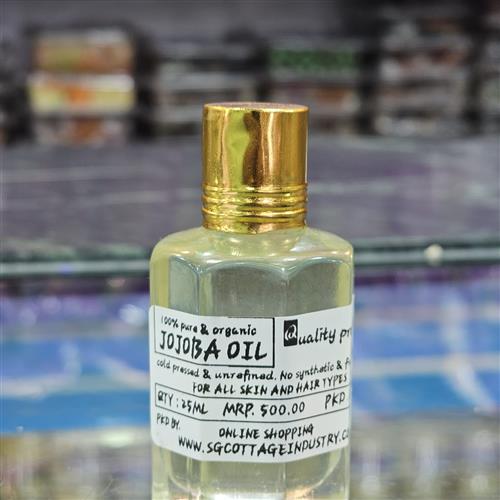 100% pure & organic
JOJOBA OIL
Quality
cold pressed & unrefined. No synthetic &
FOR ALL SKIN AND HAIR TYPES
QTY : 25ML MRP. 500.00 PKD
PKD BY.
ONLINE SHOPPING
WWW.SGCOTTAGEINDUSTRY.C